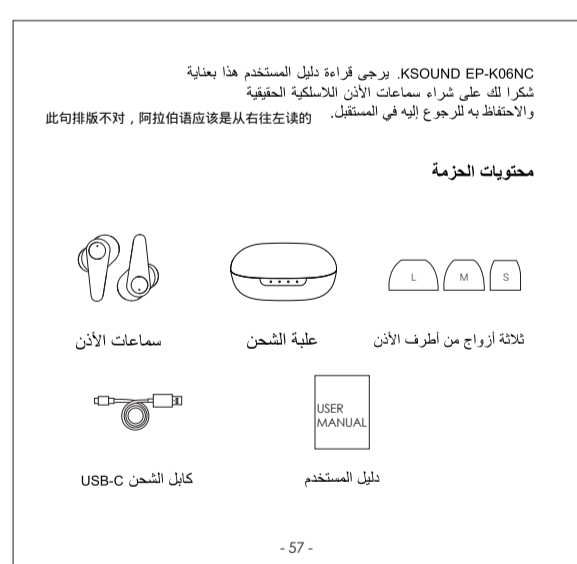 KSOUND EP-K06NC. يرجى قراءة دليل المستخدم هذا بعناية
شكرا لك على شراء سماعات الأذن اللاسلكية الحقيقية
والاحتفاظ به للرجوع إليه في المستقبل.
此句排版不对，阿拉伯语应该是从右往左读的
محتويات الحزمة
L M S
ثلاثة أزواج من أطرف الأذن
علبة الشحن
سماعات الأذن
USER
MANUAL
دليل المستخدم
كابل الشحن USB-C
- 57 -